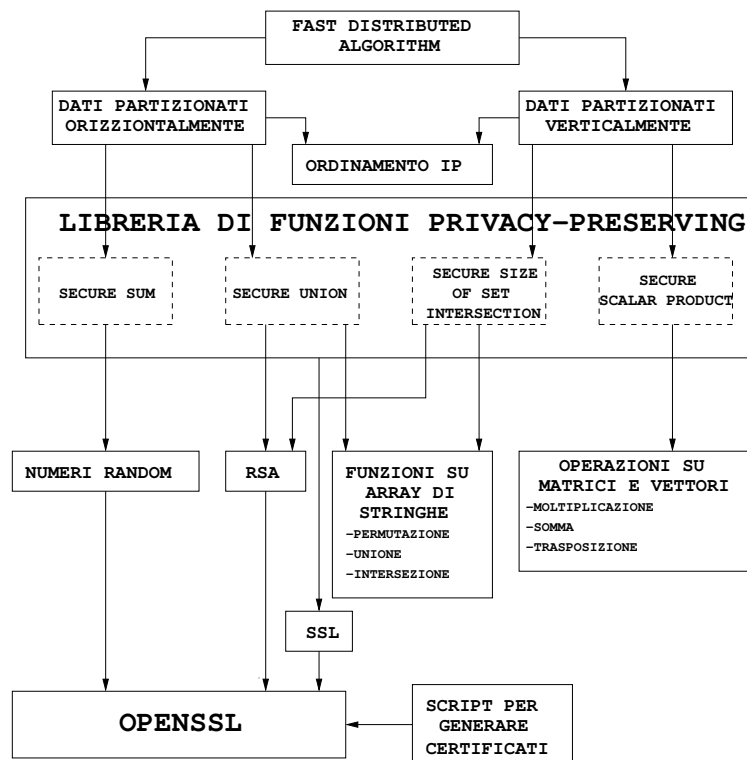 FAST DISTRIBUTED
ALGORITHM
DATI PARTIZIONATI
ORIZZIONTALMENTE
DATI PARTIZIONATI
VERTICALMENTE
ORDINAMENTO IP
LIBRERIA DI FUNZIONI PRIVACY-PRESERVING
SECURE SUM
SECURE UNION
SECURE SIZE
OF SET
INTERSECTION
SECURE
SCALAR PRODUCT
NUMERI RANDOM
RSA
FUNZIONI SU
ARRAY DI
STRINGHE
-PERMUTAZIONE
-UNIONE
-INTERSEZIONE
OPERAZIONI SU
MATRICI E VETTORI
-MOLTIPLICAZIONE
-SOMMA
-TRASPOSIZIONE
SSL
OPENSSL
SCRIPT PER
GENERARE
CERTIFICATI